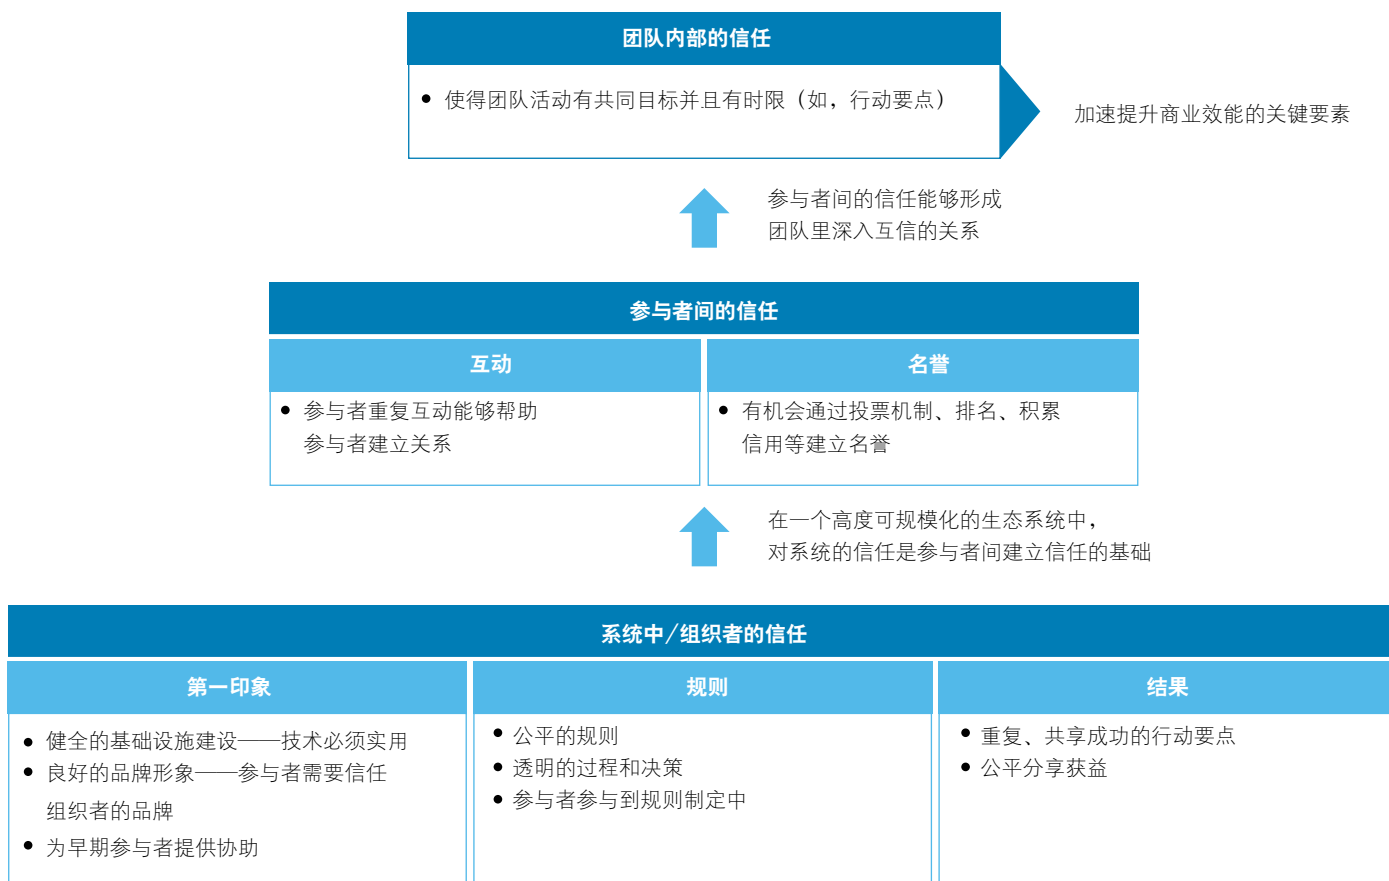 团队内部的信任
● 使得团队活动有共同目标并且有时限（如，行动要点）
加速提升商业效能的关键要素
参与者间的信任能够形成
团队里深入互信的关系
参与者间的信任
互动
● 参与者重复互动能够帮助
参与者建立关系
名誉
● 有机会通过投票机制、排名、积累
信用等建立名誉
在一个高度可规模化的生态系统中，
对系统的信任是参与者间建立信任的基础
系统中/组织者的信任
第一印象
● 健全的基础设施建设——技术必须实用
● 良好的品牌形象——参与者需要信任
组织者的品牌
● 为早期参与者提供协助
规则
● 公平的规则
● 透明的过程和决策
● 参与者参与到规则制定中
结果
● 重复、共享成功的行动要点
● 公平分享获益